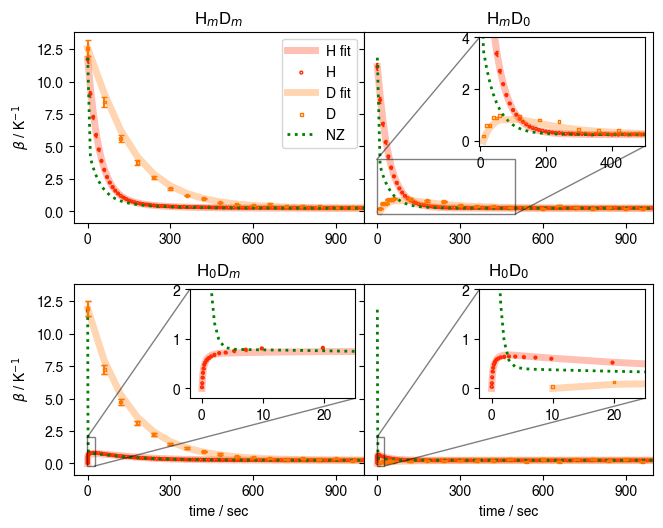 HₘDₘ
HₘD₀
12.5
10.0
7.5
5.0
2.5
0.0
β / K⁻¹
H fit
H
D fit
D
NZ
4
2
0
0 200 400
0 300 600 900
0 300 600 900
H₀Dₘ
H₀D₀
12.5
10.0
7.5
5.0
2.5
0.0
β / K⁻¹
2
1
0
0 10 20
2
1
0
0 10 20
0 300 600 900
0 300 600 900
time / sec
time / sec